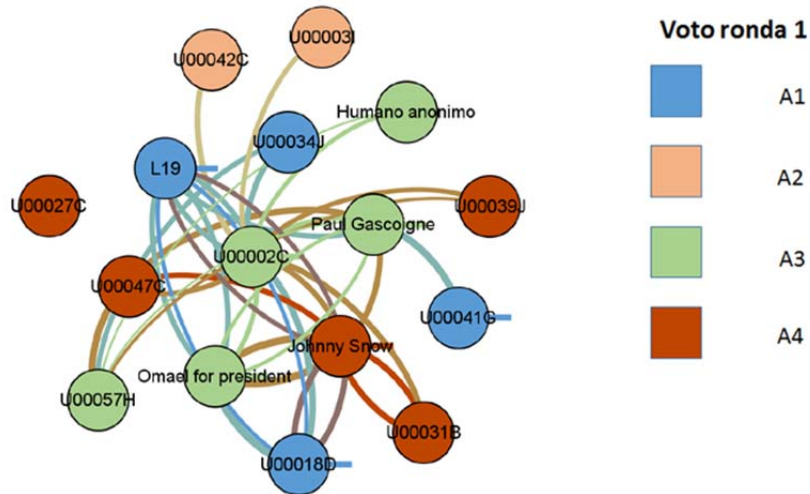 Voto ronda 1
U00003I
U00042C
A1
Humano anonimo
U00034J
L19
A2
U00027C
U00039J
Paul Gascoigne
U00002C
A3
U00047C
U00041G
A4
Johnny Snow
Omael for president
U00057H
U00031B
U00018D